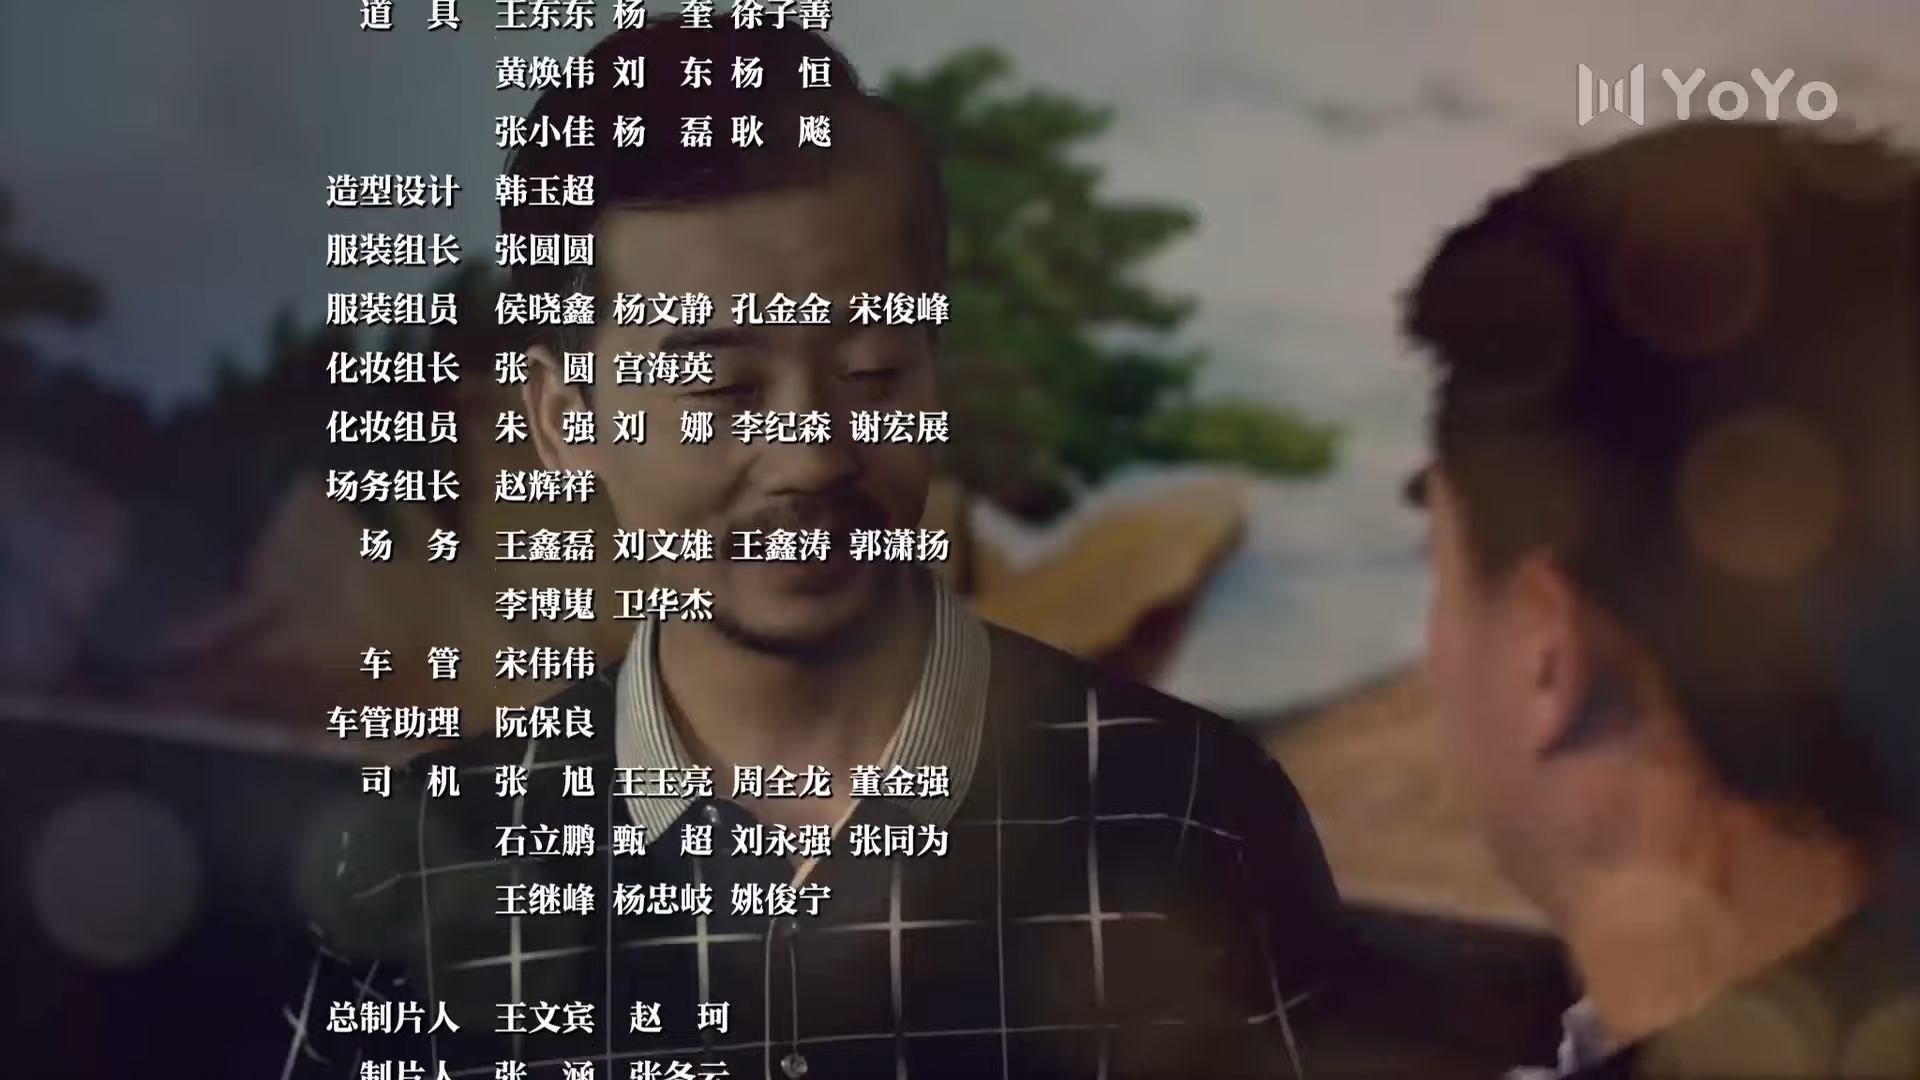 道　具　王东东 杨　奎 徐子善
YoYo
黄焕伟 刘　东 杨　恒
张小佳 杨　磊 耿　飚
造型设计　韩玉超
服装组长　张圆圆
服装组员　侯晓鑫 杨文静 孔金金 宋俊峰
化妆组长　张　圆 宫海英
化妆组员　朱　强 刘　娜 李纪森 谢宏展
场务组长　赵辉祥
场　务　王鑫磊 刘文雄 王鑫涛 郭潇扬
李博嵬 卫华杰
车　管　宋伟伟
车管助理　阮保良
司　机　张　旭 王玉亮 周全龙 董金强
石立鹏 甄　超 刘永强 张同为
王继峰 杨忠岐 姚俊宁
总制片人　王文宾　赵　珂
制片人　张　涵　张冬云